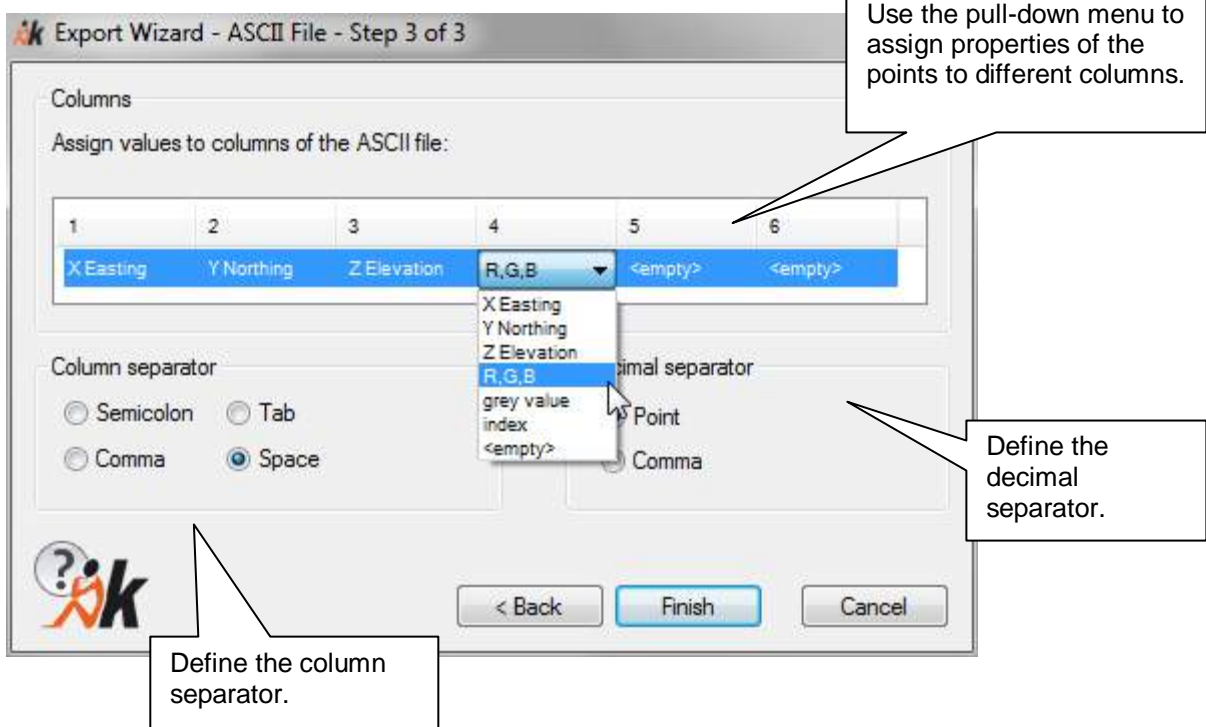 Use the pull-down menu to
assign properties of the
points to different columns.
k Export Wizard - ASCII File - Step 3 of 3
Columns
Assign values to columns of the ASCII file:
1 2 3 4 5 6
X Easting Y Northing Z Elevation R,G,B <empty> <empty>
X Easting
Y Northing
Z Elevation
R,G,B
grey value
index
<empty>
Column separator
Semicolon Tab
Comma Space
cimal separator
Point
Comma
Define the
decimal
separator.
? k
< Back Finish Cancel
Define the column
separator.